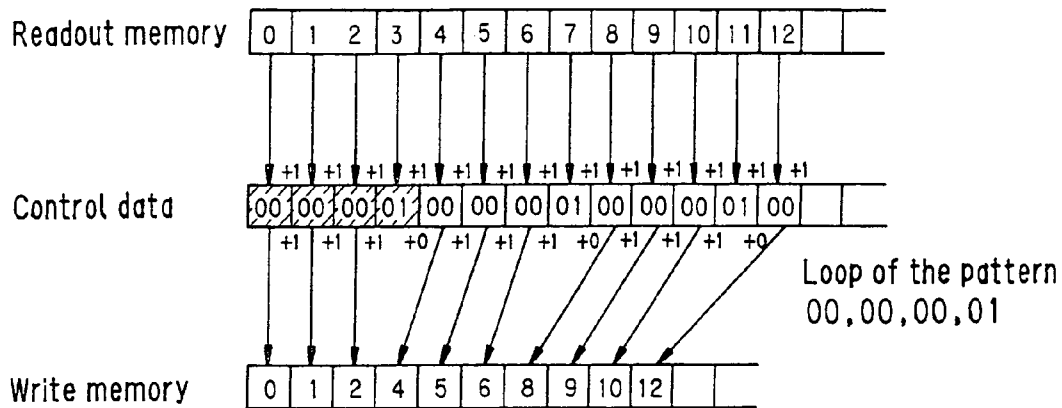 Readout memory 0 1 2 3 4 5 6 7 8 9 10 11 12
+1 +1 +1 +1 +1 +1 +1 +1 +1 +1 +1 +1 +1
Control data 00 00 00 01 00 00 00 01 00 00 00 01 00
+1 +1 +1 +0 +1 +1 +1 +0 +1 +1 +1 +0
Loop of the pattern
00,00,00,01
Write memory 0 1 2 4 5 6 8 9 10 12